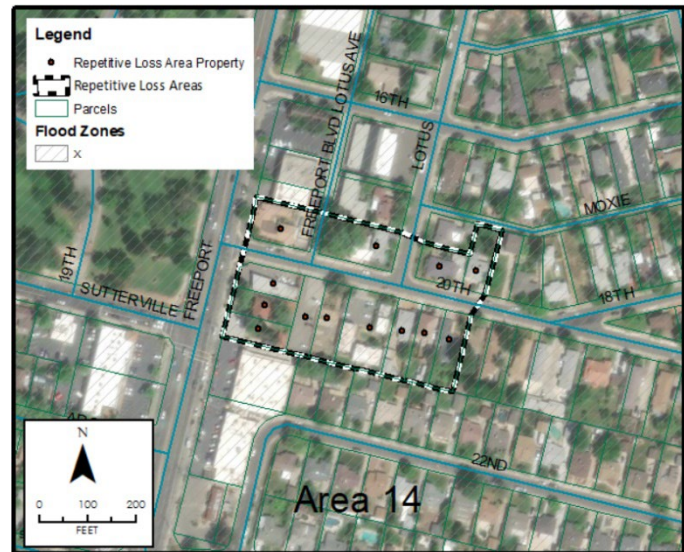 Legend
Repetitive Loss Area Property
Repetitive Loss Areas
Parcels
Flood Zones
X
16TH
FREEPORT BLVD LOTUS AVE
LOTUS
MOXIE
19TH
SUTTERVILLE
FREEPORT
20TH
18TH
22ND
N
0 100 200
FEET
Area 14